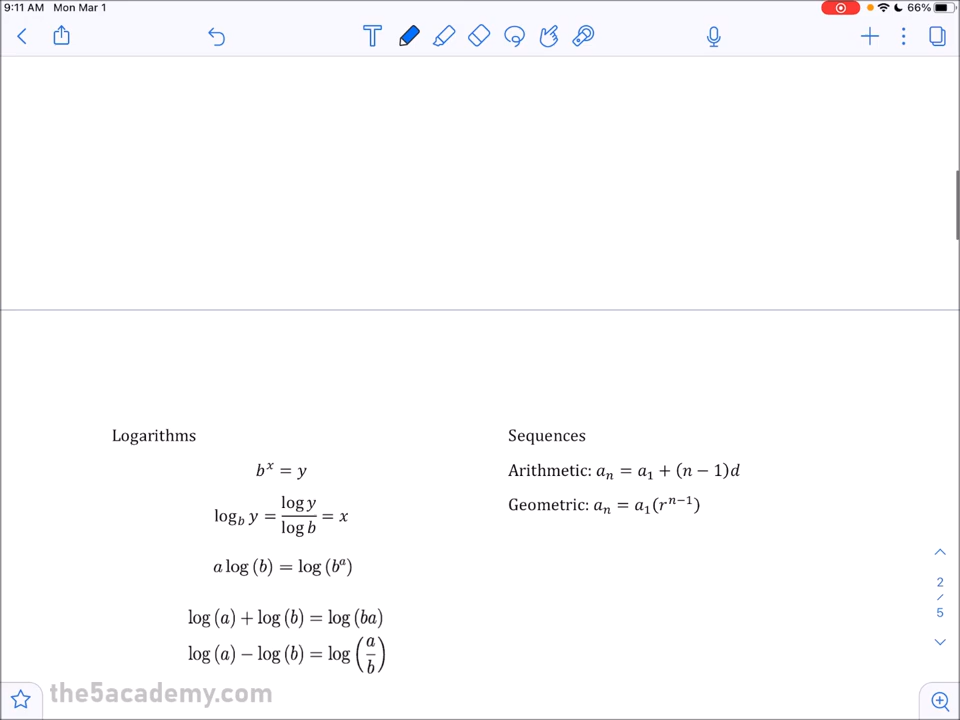 9:11 AM Mon Mar 1
66%
Logarithms
b^x = y
log_b y = log y / log b = x
a log (b) = log (b^a)
log (a) + log (b) = log (ba)
log (a) − log (b) = log (a/b)
Sequences
Arithmetic: a_n = a_1 + (n − 1)d
Geometric: a_n = a_1(r^{n−1})
2
/
5
the5academy.com